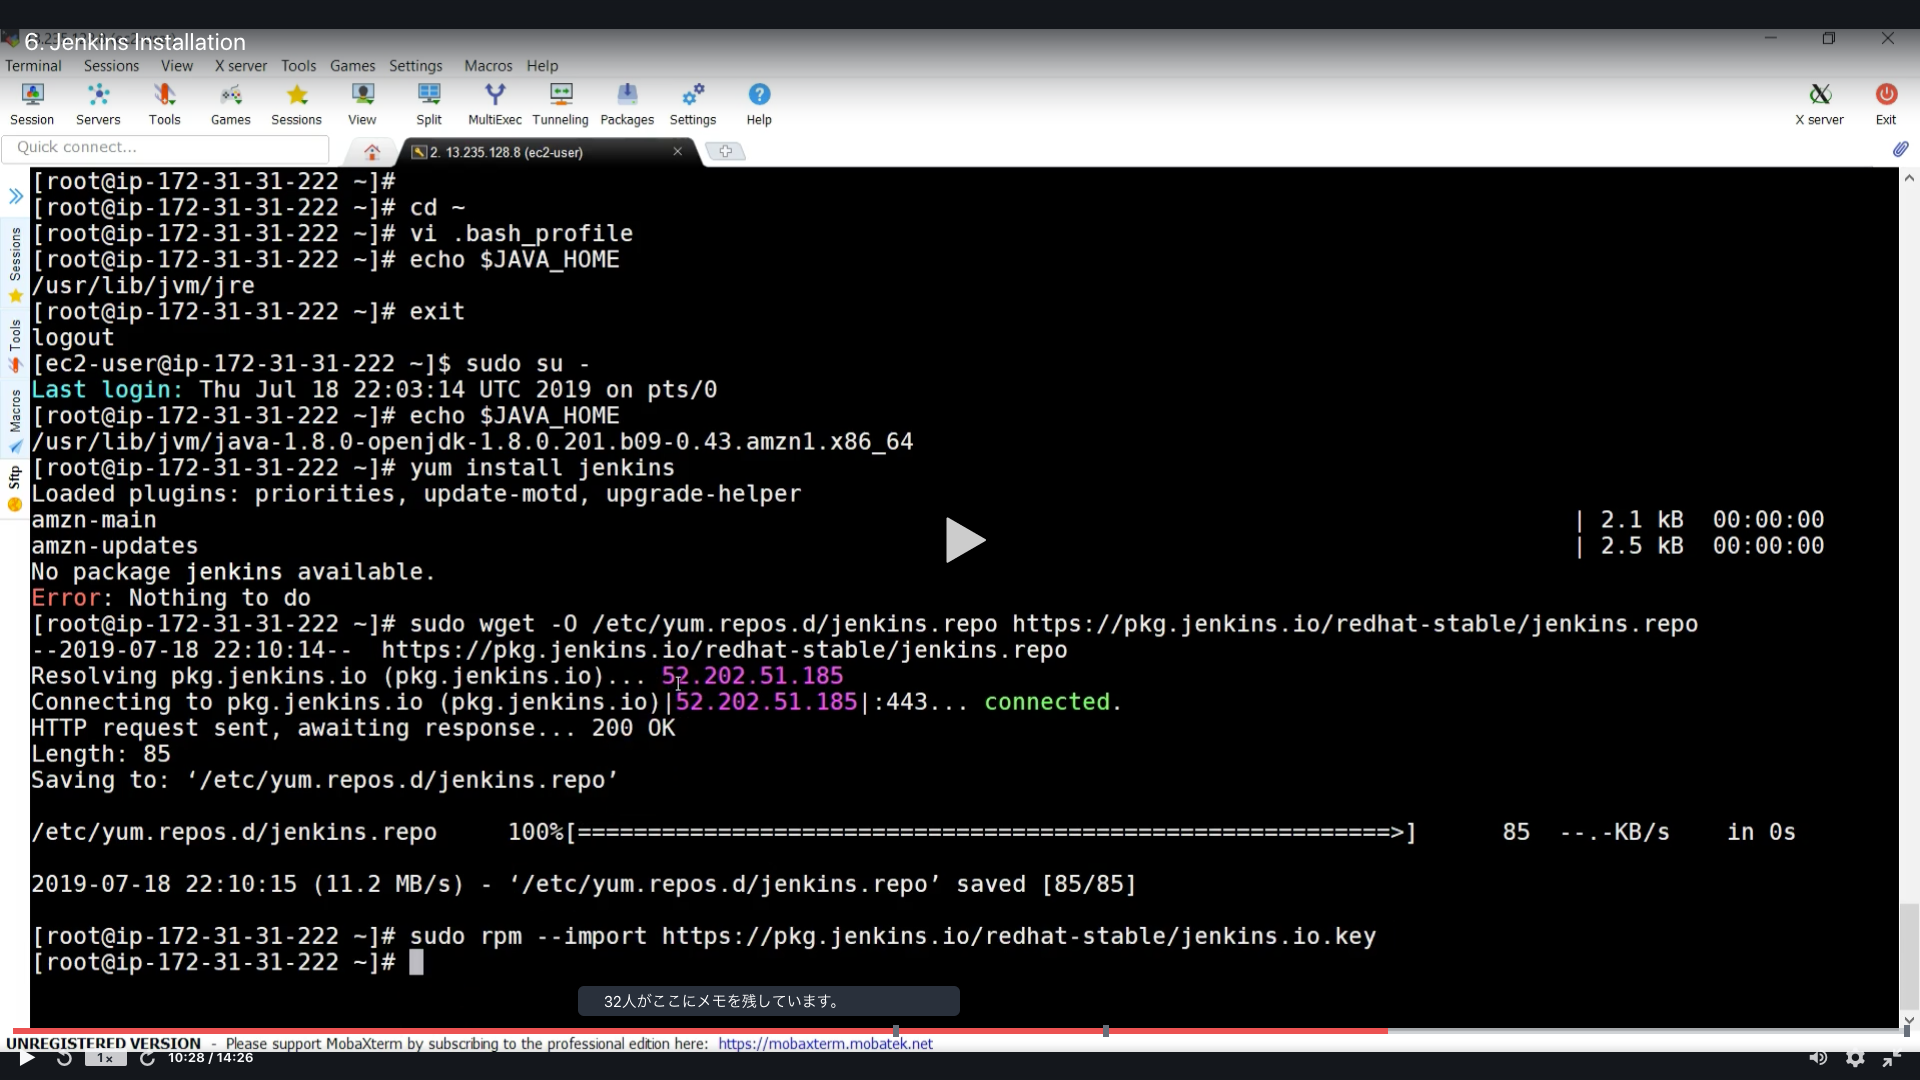 6. Jenkins Installation
Terminal Sessions View X server Tools Games Settings Macros Help
Session Servers Tools Games Sessions View Split MultiExec Tunneling Packages Settings Help X server Exit
Quick connect...
2. 13.235.128.8 (ec2-user)
Sessions
Tools
Macros
Sftp
[root@ip-172-31-31-222 ~]#
[root@ip-172-31-31-222 ~]# cd ~
[root@ip-172-31-31-222 ~]# vi .bash_profile
[root@ip-172-31-31-222 ~]# echo $JAVA_HOME
/usr/lib/jvm/jre
[root@ip-172-31-31-222 ~]# exit
logout
[ec2-user@ip-172-31-31-222 ~]$ sudo su -
Last login: Thu Jul 18 22:03:14 UTC 2019 on pts/0
[root@ip-172-31-31-222 ~]# echo $JAVA_HOME
/usr/lib/jvm/java-1.8.0-openjdk-1.8.0.201.b09-0.43.amzn1.x86_64
[root@ip-172-31-31-222 ~]# yum install jenkins
Loaded plugins: priorities, update-motd, upgrade-helper
amzn-main | 2.1 kB 00:00:00
amzn-updates | 2.5 kB 00:00:00
No package jenkins available.
Error: Nothing to do
[root@ip-172-31-31-222 ~]# sudo wget -O /etc/yum.repos.d/jenkins.repo https://pkg.jenkins.io/redhat-stable/jenkins.repo
--2019-07-18 22:10:14-- https://pkg.jenkins.io/redhat-stable/jenkins.repo
Resolving pkg.jenkins.io (pkg.jenkins.io)... 52.202.51.185
Connecting to pkg.jenkins.io (pkg.jenkins.io)|52.202.51.185|:443... connected.
HTTP request sent, awaiting response... 200 OK
Length: 85
Saving to: ‘/etc/yum.repos.d/jenkins.repo’
/etc/yum.repos.d/jenkins.repo 100%[==========================================================>] 85 --.-KB/s in 0s
2019-07-18 22:10:15 (11.2 MB/s) - ‘/etc/yum.repos.d/jenkins.repo’ saved [85/85]
[root@ip-172-31-31-222 ~]# sudo rpm --import https://pkg.jenkins.io/redhat-stable/jenkins.io.key
[root@ip-172-31-31-222 ~]#
32人がここにメモを残しています。
UNREGISTERED VERSION - Please support MobaXterm by subscribing to the professional edition here: https://mobaxterm.mobatek.net
1x 10:28 / 14:26